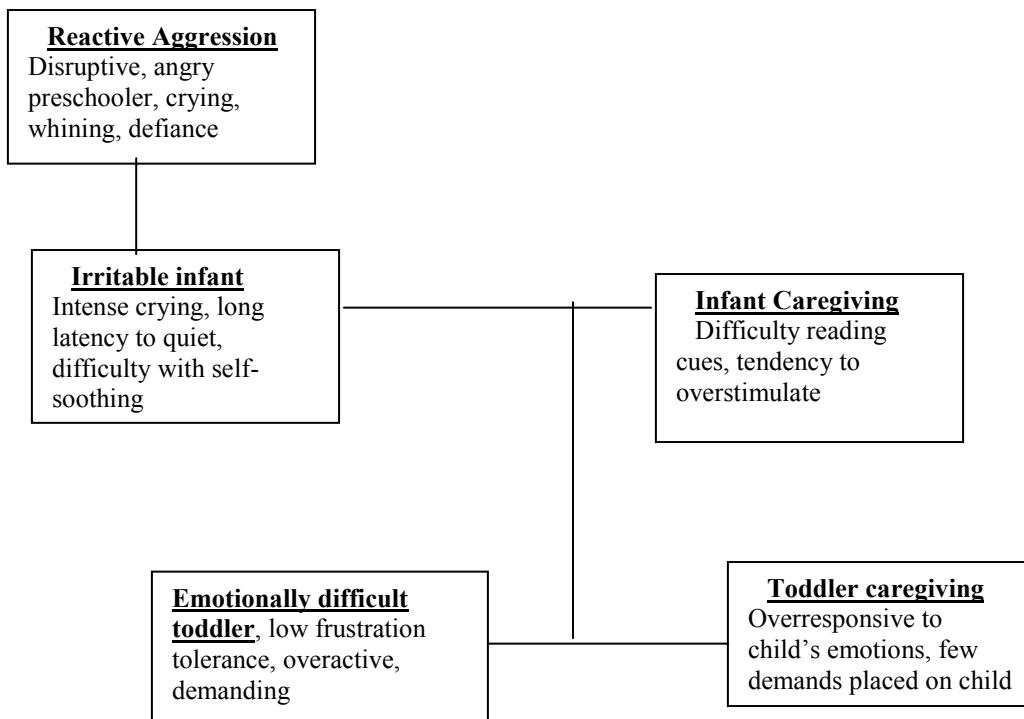 Reactive Aggression
Disruptive, angry
preschooler, crying,
whining, defiance
Irritable infant
Intense crying, long
latency to quiet,
difficulty with self-
soothing
Infant Caregiving
Difficulty reading
cues, tendency to
overstimulate
Emotionally difficult
toddler, low frustration
tolerance, overactive,
demanding
Toddler caregiving
Overresponsive to
child’s emotions, few
demands placed on child